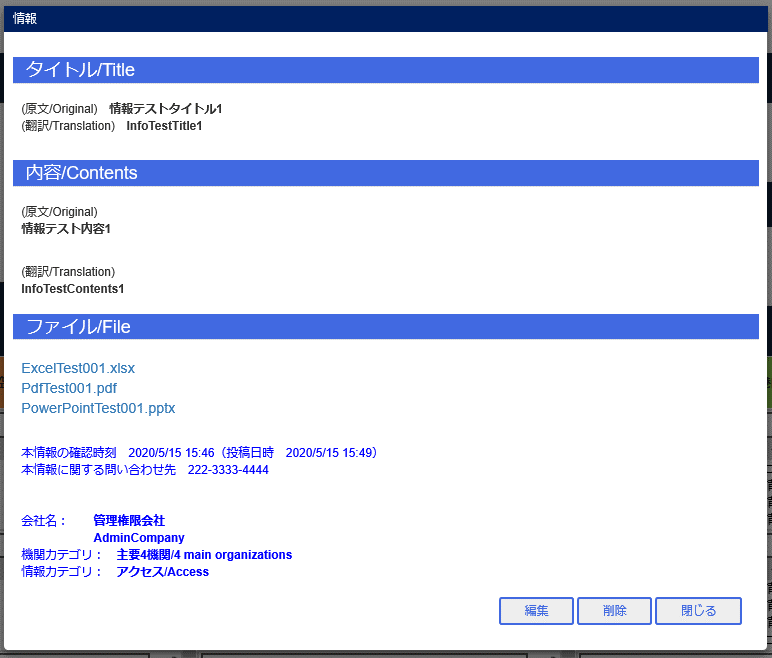 情報
タイトル/Title
(原文/Original) 情報テストタイトル1
(翻訳/Translation) InfoTestTitle1
内容/Contents
(原文/Original)
情報テスト内容1
(翻訳/Translation)
InfoTestContents1
ファイル/File
ExcelTest001.xlsx
PdfTest001.pdf
PowerPointTest001.pptx
本情報の確認時刻 2020/5/15 15:46（投稿日時 2020/5/15 15:49）
本情報に関する問い合わせ先 222-3333-4444
会社名： 管理権限会社
AdminCompany
機関カテゴリ： 主要4機関/4 main organizations
情報カテゴリ： アクセス/Access
編集 削除 閉じる